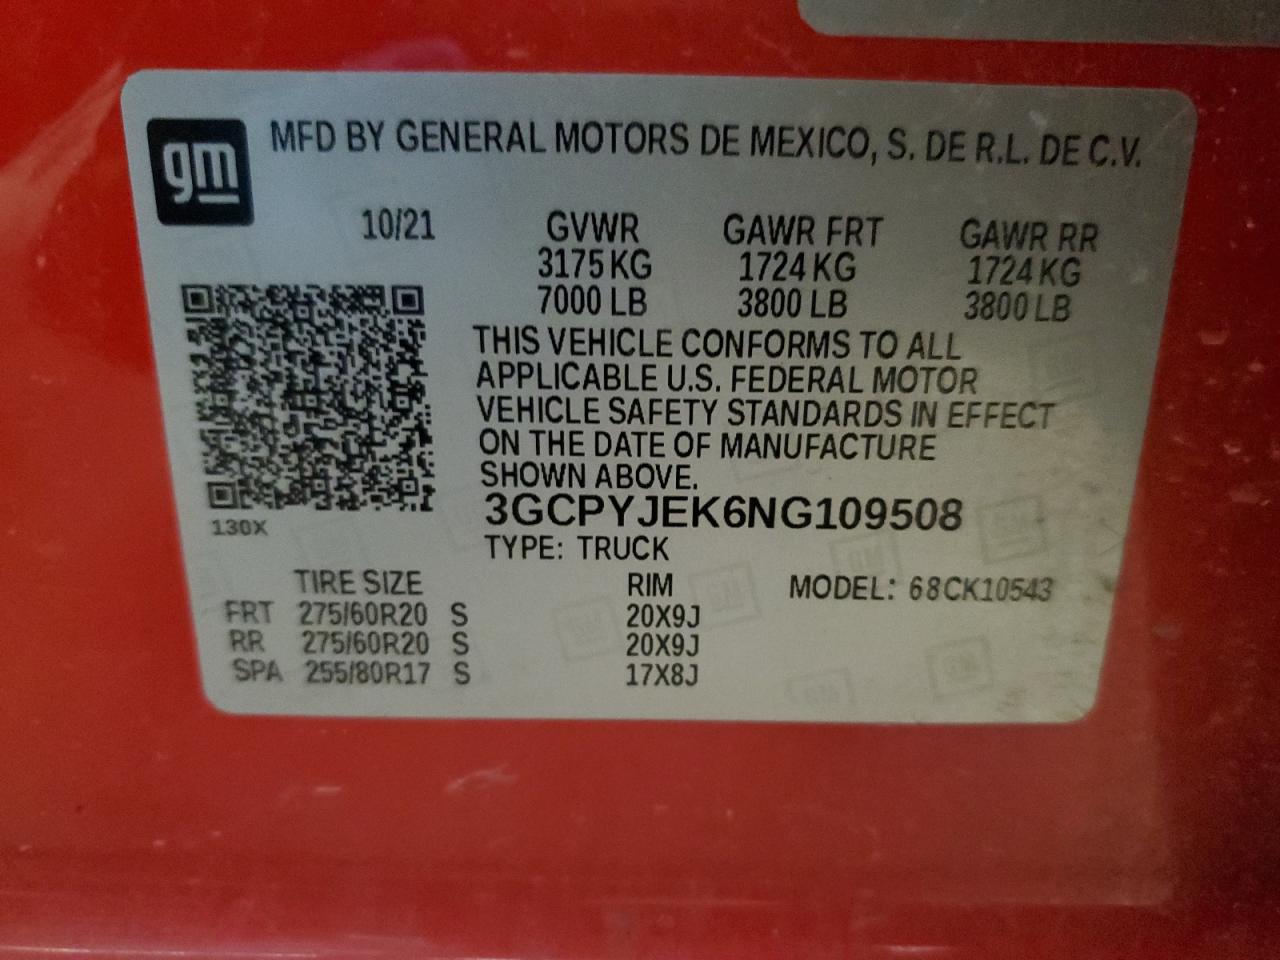 gm
MFD BY GENERAL MOTORS DE MEXICO, S. DE R.L. DE C.V.
10/21 GVWR GAWR FRT GAWR RR
3175 KG 1724 KG 1724 KG
7000 LB 3800 LB 3800 LB
THIS VEHICLE CONFORMS TO ALL
APPLICABLE U.S. FEDERAL MOTOR
VEHICLE SAFETY STANDARDS IN EFFECT
ON THE DATE OF MANUFACTURE
SHOWN ABOVE.
3GCPYJEK6NG109508
130X
TYPE: TRUCK
TIRE SIZE RIM MODEL: 68CK10543
FRT 275/60R20 S 20X9J
RR 275/60R20 S 20X9J
SPA 255/80R17 S 17X8J